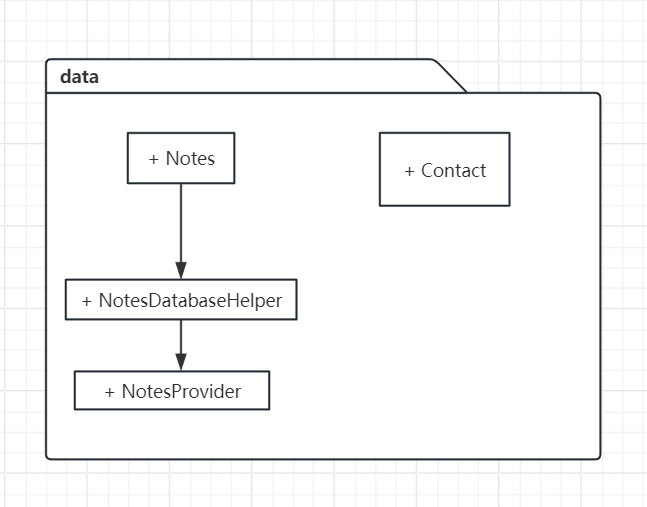 data
+ Notes
+ Contact
+ NotesDatabaseHelper
+ NotesProvider